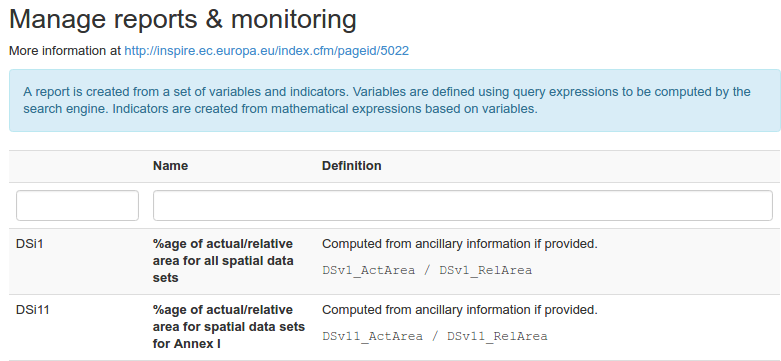 Manage reports & monitoring
More information at http://inspire.ec.europa.eu/index.cfm/pageid/5022
A report is created from a set of variables and indicators. Variables are defined using query expressions to be computed by the
search engine. Indicators are created from mathematical expressions based on variables.
Name Definition
DSi1 %age of actual/relative Computed from ancillary information if provided.
area for all spatial data DSv1_ActArea / DSv1_RelArea
sets
DSi11 %age of actual/relative Computed from ancillary information if provided.
area for spatial data sets DSv11_ActArea / DSv11_RelArea
for Annex I